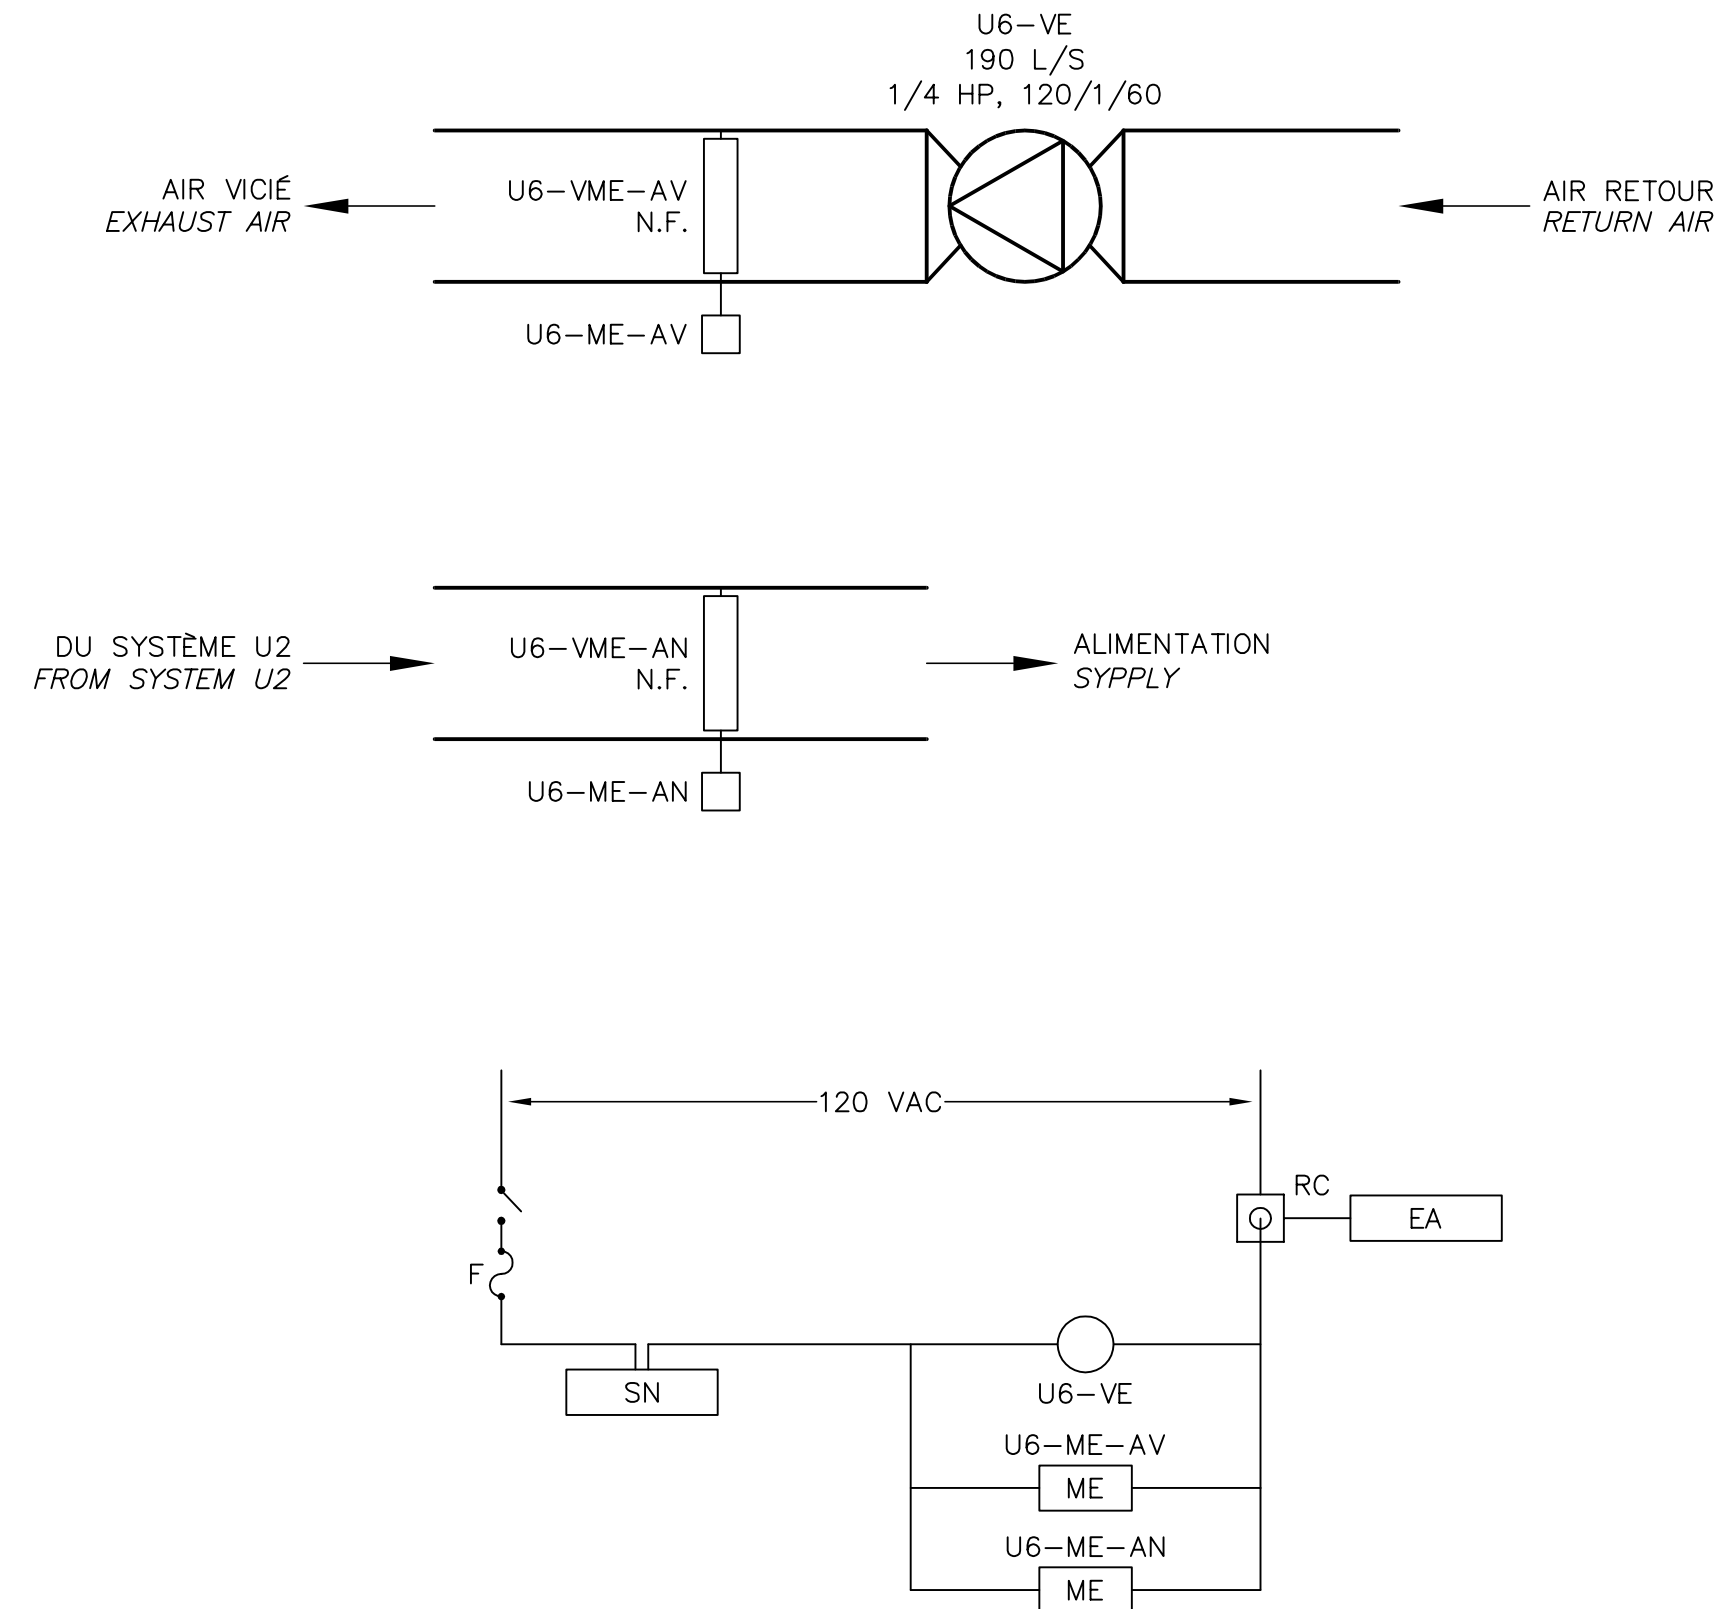 U6-VE
190 L/S
1/4 HP, 120/1/60
AIR VICIÉ
EXHAUST AIR
U6-VME-AV
N.F.
AIR RETOUR
RETURN AIR
U6-ME-AV
DU SYSTÈME U2
FROM SYSTEM U2
U6-VME-AN
N.F.
ALIMENTATION
SYPPLY
U6-ME-AN
120 VAC
RC
EA
F
SN
U6-VE
U6-ME-AV
ME
U6-ME-AN
ME